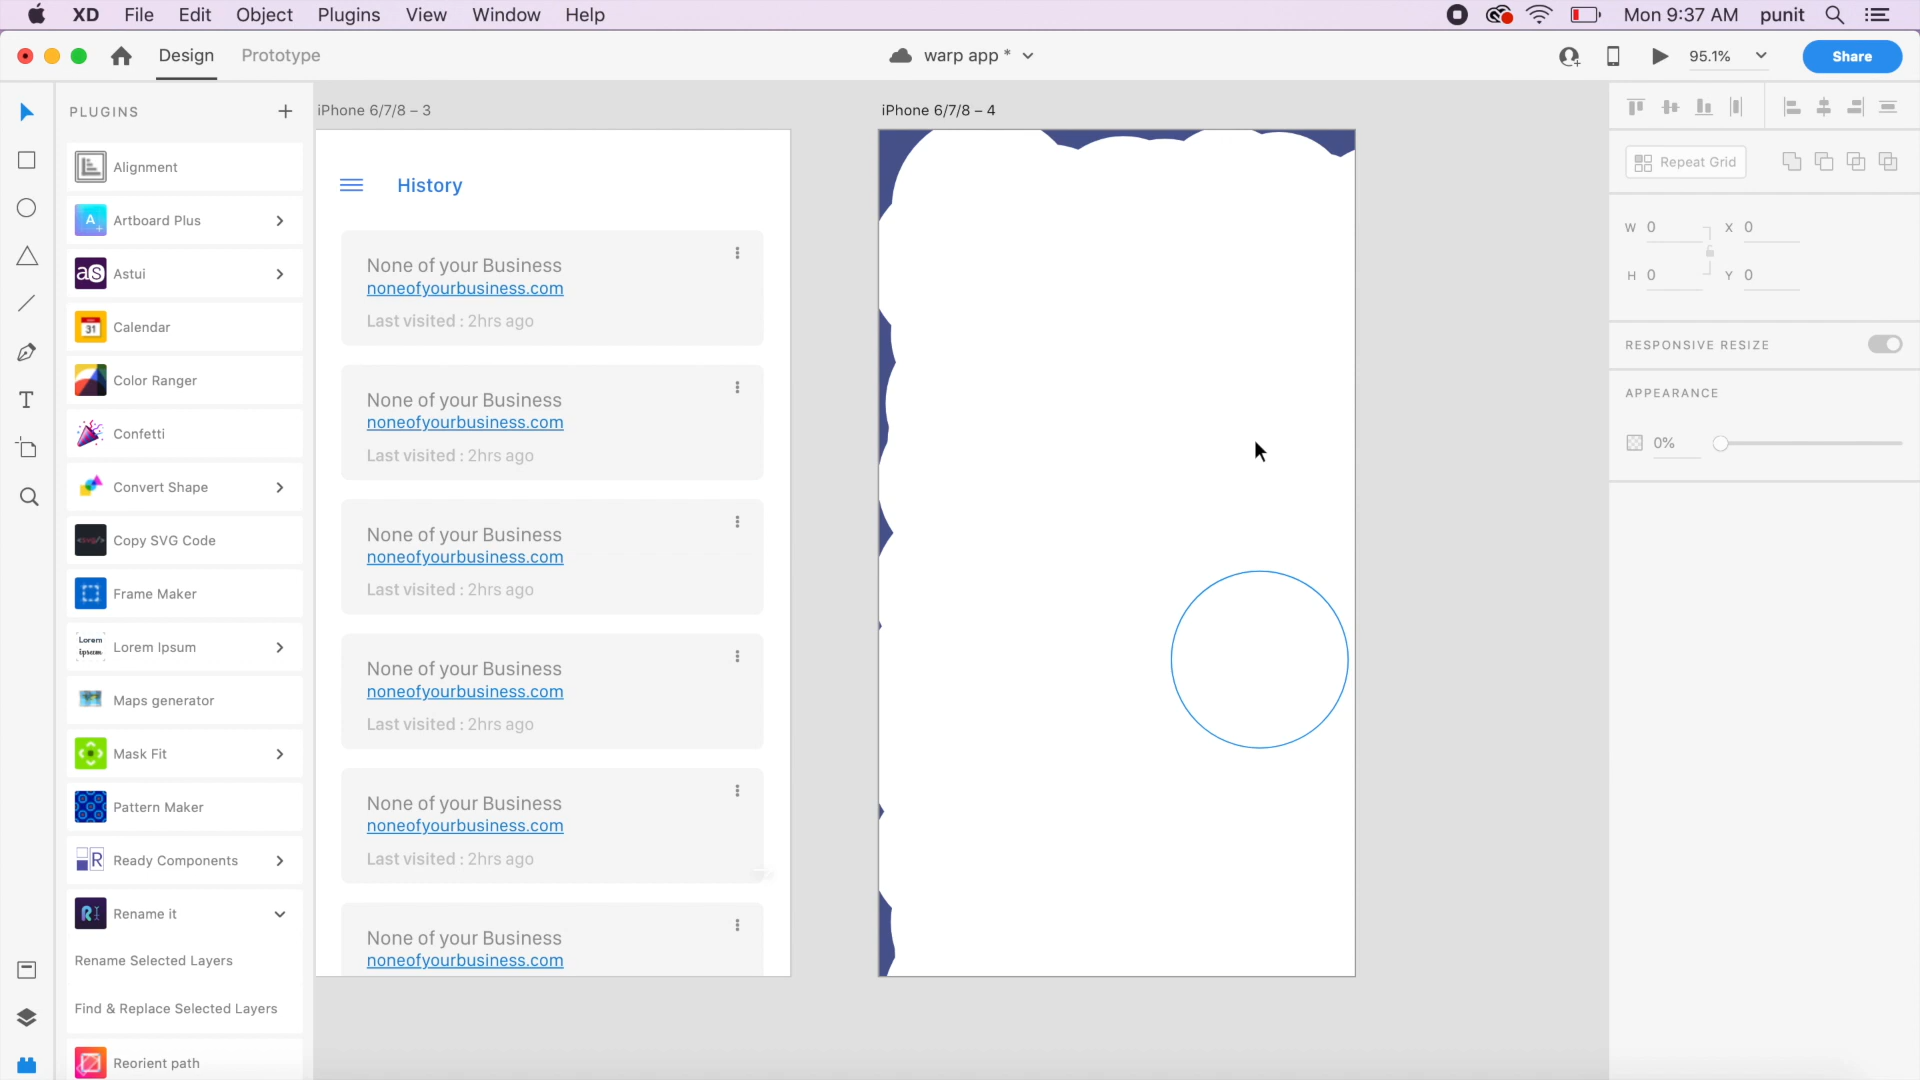 XD File Edit Object Plugins View Window Help Mon 9:37 AM punit
Design Prototype warp app * 95.1% Share
PLUGINS
iPhone 6/7/8 – 3
iPhone 6/7/8 – 4
Alignment
A Artboard Plus
as Astui
31 Calendar
Color Ranger
Confetti
Convert Shape
Copy SVG Code
Frame Maker
Lorem
ipsum Lorem Ipsum
Maps generator
Mask Fit
Pattern Maker
R Ready Components
R Rename it
Rename Selected Layers
Find & Replace Selected Layers
Reorient path
History
None of your Business
noneofyourbusiness.com
Last visited : 2hrs ago
None of your Business
noneofyourbusiness.com
Last visited : 2hrs ago
None of your Business
noneofyourbusiness.com
Last visited : 2hrs ago
None of your Business
noneofyourbusiness.com
Last visited : 2hrs ago
None of your Business
noneofyourbusiness.com
Last visited : 2hrs ago
None of your Business
noneofyourbusiness.com
Repeat Grid
W 0 X 0
H 0 Y 0
RESPONSIVE RESIZE
APPEARANCE
0%